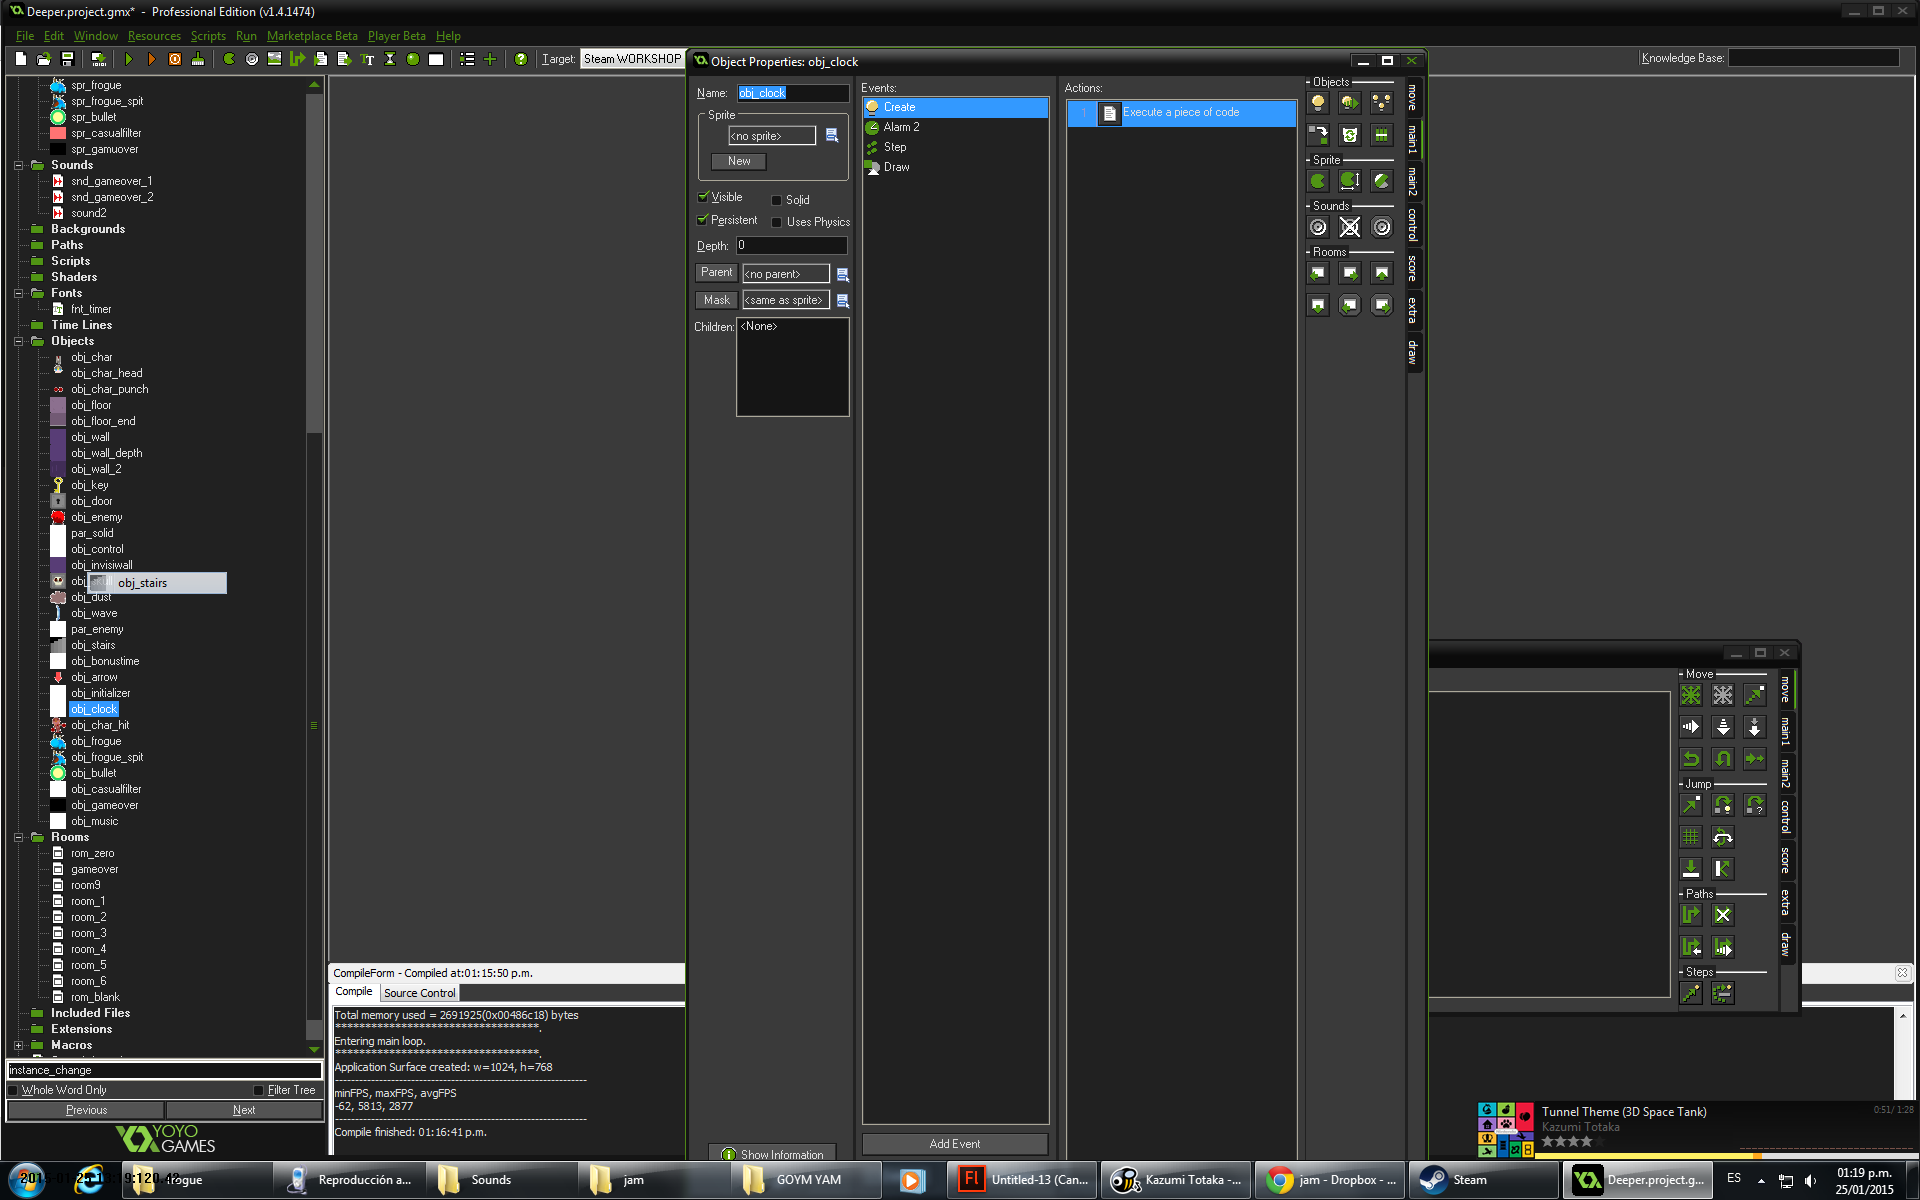 Deeper.project.gmx* - Professional Edition (v1.4.1474)
File Edit Window Resources Scripts Run Marketplace Beta Player Beta Help
Target: Steam WORKSHOP
Knowledge Base:
spr_frogue
spr_frogue_spit
spr_bullet
spr_casualfilter
spr_gamuover
Sounds
snd_gameover_1
snd_gameover_2
sound2
Backgrounds
Paths
Scripts
Shaders
Fonts
fnt_timer
Time Lines
Objects
obj_char
obj_char_head
obj_char_punch
obj_floor
obj_floor_end
obj_wall
obj_wall_depth
obj_wall_2
obj_key
obj_door
obj_enemy
par_solid
obj_control
obj_invisiwall
obj_stairs
obj_dust
obj_wave
par_enemy
obj_stairs
obj_bonustime
obj_arrow
obj_initializer
obj_clock
obj_char_hit
obj_frogue
obj_frogue_spit
obj_bullet
obj_casualfilter
obj_gameover
obj_music
Rooms
rom_zero
gameover
room9
room_1
room_2
room_3
room_4
room_5
room_6
rom_blank
Included Files
Extensions
Macros
instance_change
Whole Word Only Filter Tree
Previous Next
YOYO
GAMES
Object Properties: obj_clock
Name: obj_clock
Sprite
<no sprite>
New
Visible Solid
Persistent Uses Physics
Depth: 0
Parent <no parent>
Mask <same as sprite>
Children: <None>
Show Information
Events:
Create
Alarm 2
Step
Draw
Add Event
Actions:
1 Execute a piece of code
Objects
Sprite
Sounds
Rooms
move
main1
main2
control
score
extra
draw
Move
Jump
Paths
Steps
move
main1
main2
control
score
extra
draw
CompileForm - Compiled at:01:15:50 p.m.
Compile Source Control
Total memory used = 2691925(0x00486c18) bytes
**********************************.
Entering main loop.
**********************************.
Application Surface created: w=1024, h=768
minFPS, maxFPS, avgFPS
-62, 5813, 2877
Compile finished: 01:16:41 p.m.
Tunnel Theme (3D Space Tank)
0:51/ 1:28
Kazumi Totaka
Reproducción a...
Sounds
jam
GOYM YAM
Fl Untitled-13 (Can...
Kazumi Totaka -...
jam - Dropbox - ...
Steam
Deeper.project.g...
ES
01:19 p.m.
25/01/2015